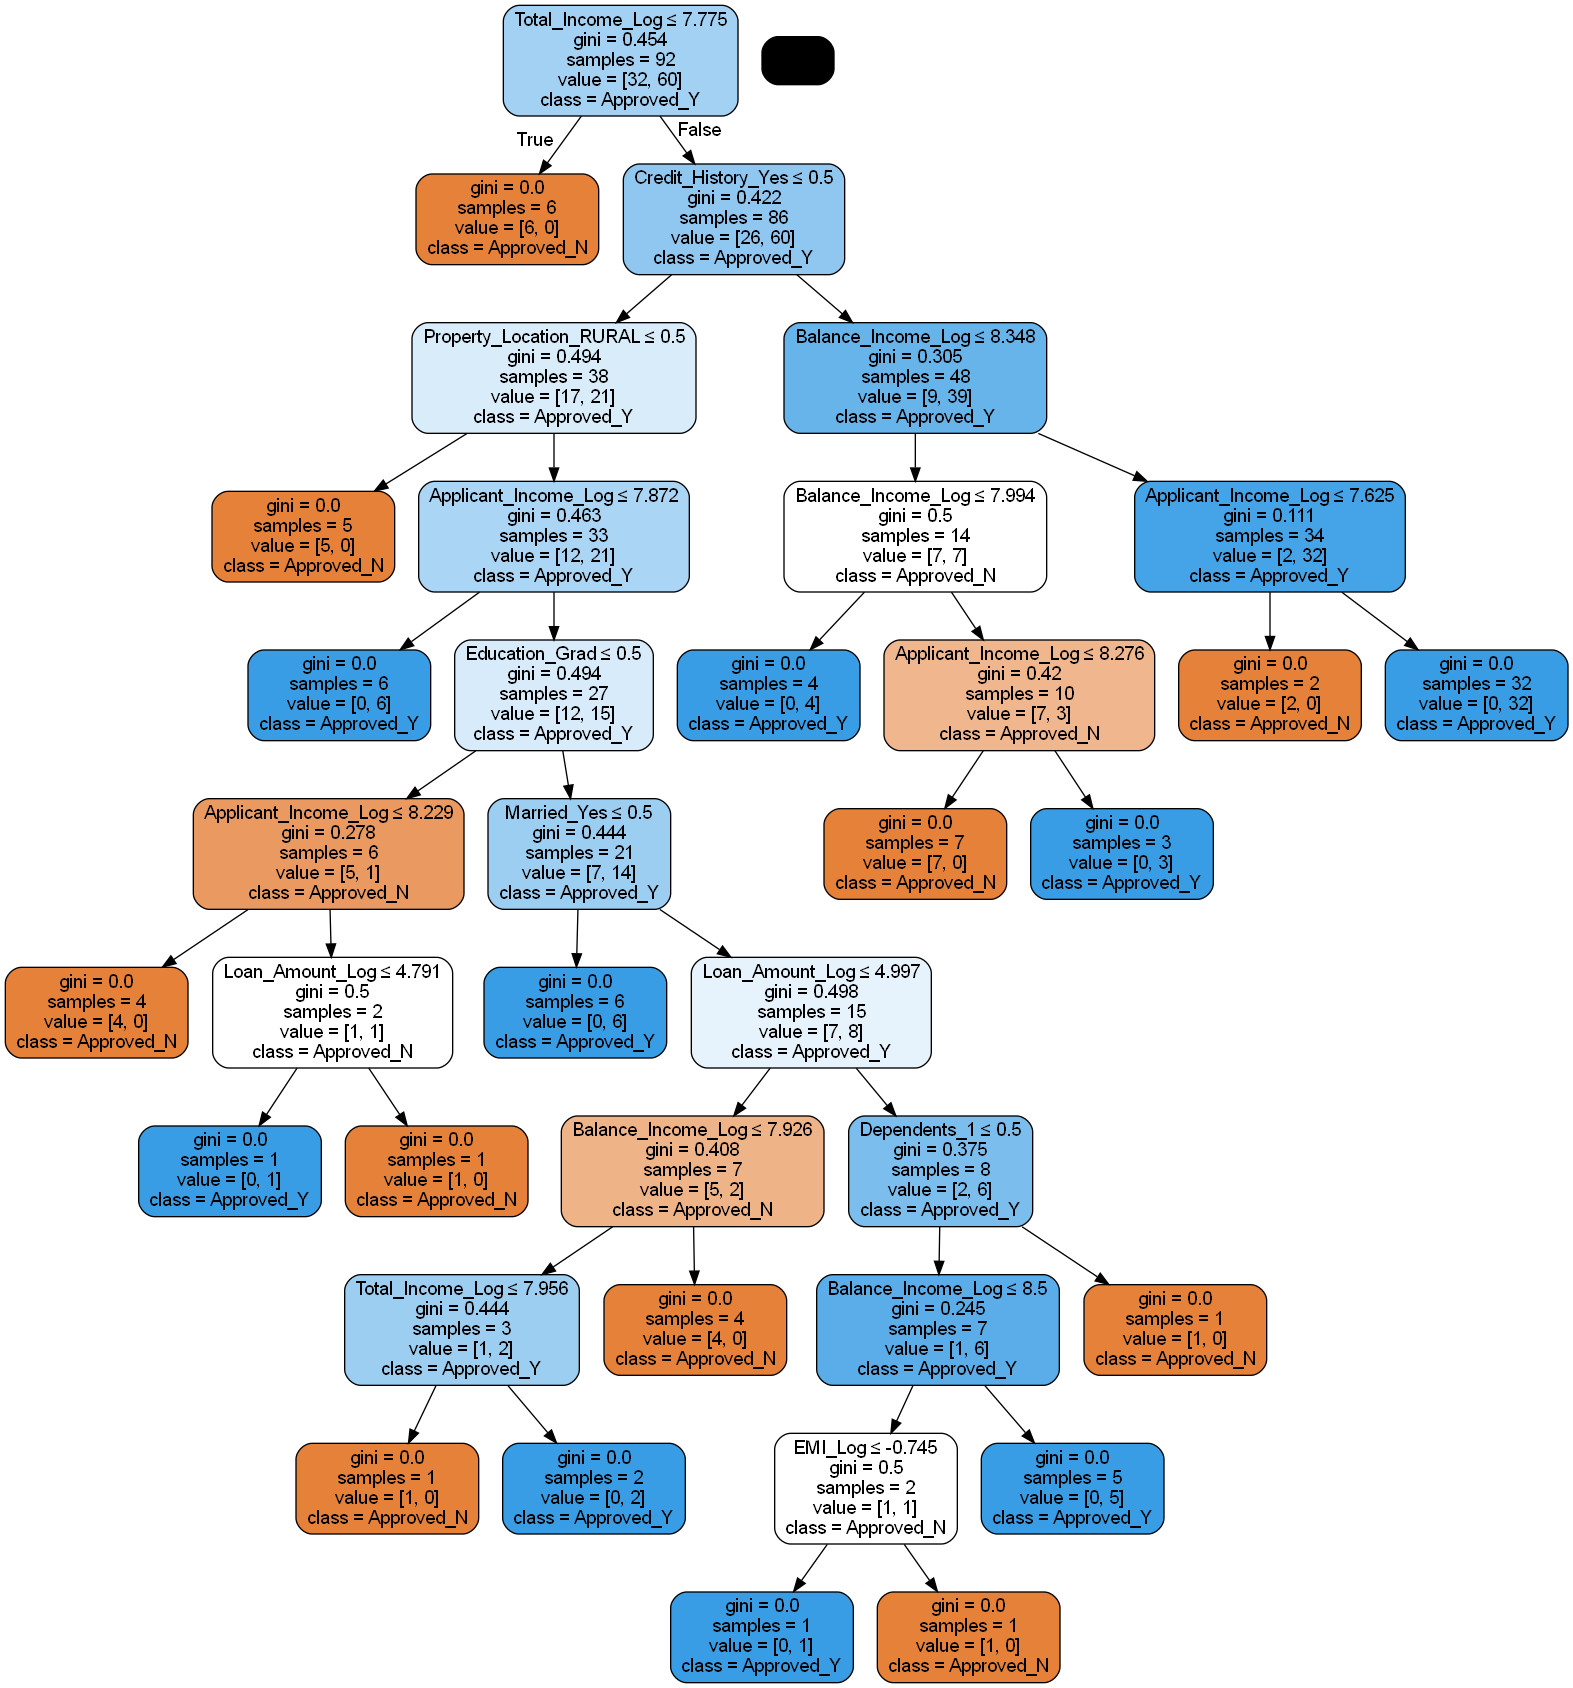 Total_Income_Log ≤ 7.775
gini = 0.454
samples = 92
value = [32, 60]
class = Approved_Y
True
False
gini = 0.0
samples = 6
value = [6, 0]
class = Approved_N
Credit_History_Yes ≤ 0.5
gini = 0.422
samples = 86
value = [26, 60]
class = Approved_Y
Property_Location_RURAL ≤ 0.5
gini = 0.494
samples = 38
value = [17, 21]
class = Approved_Y
Balance_Income_Log ≤ 8.348
gini = 0.305
samples = 48
value = [9, 39]
class = Approved_Y
gini = 0.0
samples = 5
value = [5, 0]
class = Approved_N
Applicant_Income_Log ≤ 7.872
gini = 0.463
samples = 33
value = [12, 21]
class = Approved_Y
Balance_Income_Log ≤ 7.994
gini = 0.5
samples = 14
value = [7, 7]
class = Approved_N
Applicant_Income_Log ≤ 7.625
gini = 0.111
samples = 34
value = [2, 32]
class = Approved_Y
gini = 0.0
samples = 6
value = [0, 6]
class = Approved_Y
Education_Grad ≤ 0.5
gini = 0.494
samples = 27
value = [12, 15]
class = Approved_Y
gini = 0.0
samples = 4
value = [0, 4]
class = Approved_Y
Applicant_Income_Log ≤ 8.276
gini = 0.42
samples = 10
value = [7, 3]
class = Approved_N
gini = 0.0
samples = 2
value = [2, 0]
class = Approved_N
gini = 0.0
samples = 32
value = [0, 32]
class = Approved_Y
Applicant_Income_Log ≤ 8.229
gini = 0.278
samples = 6
value = [5, 1]
class = Approved_N
Married_Yes ≤ 0.5
gini = 0.444
samples = 21
value = [7, 14]
class = Approved_Y
gini = 0.0
samples = 7
value = [7, 0]
class = Approved_N
gini = 0.0
samples = 3
value = [0, 3]
class = Approved_Y
gini = 0.0
samples = 4
value = [4, 0]
class = Approved_N
Loan_Amount_Log ≤ 4.791
gini = 0.5
samples = 2
value = [1, 1]
class = Approved_N
gini = 0.0
samples = 6
value = [0, 6]
class = Approved_Y
Loan_Amount_Log ≤ 4.997
gini = 0.498
samples = 15
value = [7, 8]
class = Approved_Y
gini = 0.0
samples = 1
value = [0, 1]
class = Approved_Y
gini = 0.0
samples = 1
value = [1, 0]
class = Approved_N
Balance_Income_Log ≤ 7.926
gini = 0.408
samples = 7
value = [5, 2]
class = Approved_N
Dependents_1 ≤ 0.5
gini = 0.375
samples = 8
value = [2, 6]
class = Approved_Y
Total_Income_Log ≤ 7.956
gini = 0.444
samples = 3
value = [1, 2]
class = Approved_Y
gini = 0.0
samples = 4
value = [4, 0]
class = Approved_N
Balance_Income_Log ≤ 8.5
gini = 0.245
samples = 7
value = [1, 6]
class = Approved_Y
gini = 0.0
samples = 1
value = [1, 0]
class = Approved_N
gini = 0.0
samples = 1
value = [1, 0]
class = Approved_N
gini = 0.0
samples = 2
value = [0, 2]
class = Approved_Y
EMI_Log ≤ -0.745
gini = 0.5
samples = 2
value = [1, 1]
class = Approved_N
gini = 0.0
samples = 5
value = [0, 5]
class = Approved_Y
gini = 0.0
samples = 1
value = [0, 1]
class = Approved_Y
gini = 0.0
samples = 1
value = [1, 0]
class = Approved_N